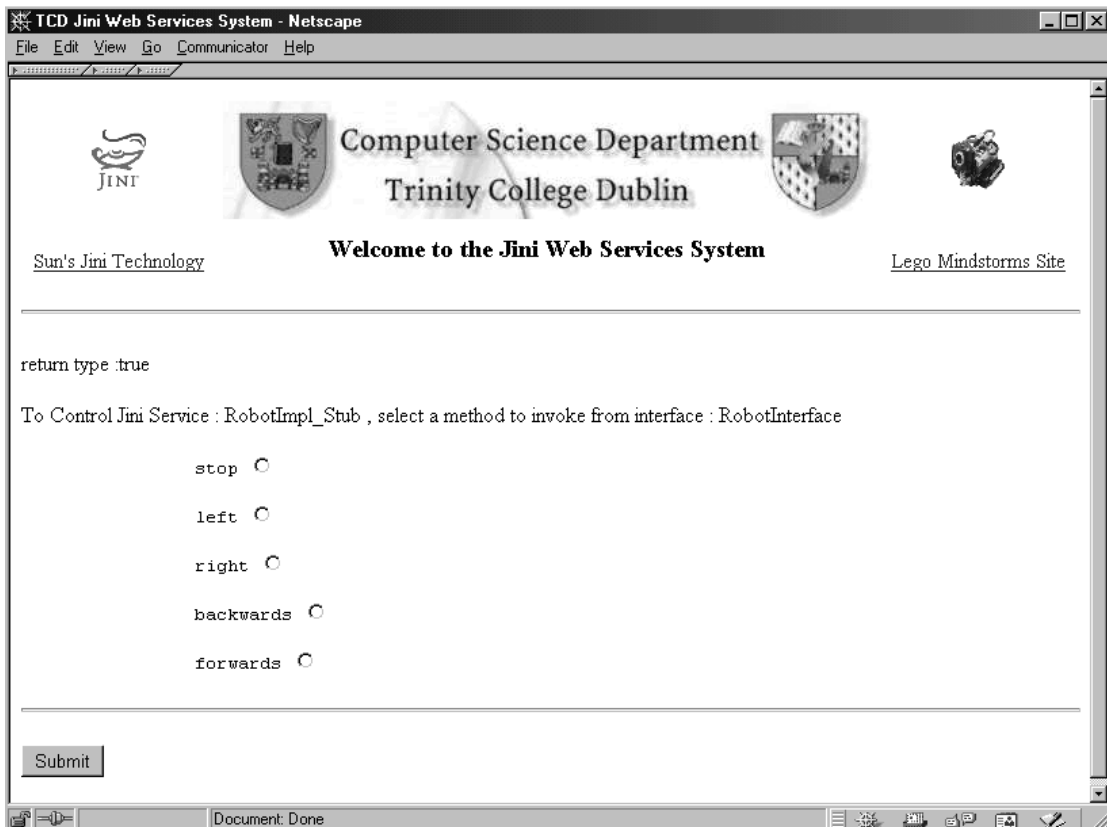 TCD Jini Web Services System - Netscape
File Edit View Go Communicator Help
JINI
Computer Science Department
Trinity College Dublin
Sun's Jini Technology
Welcome to the Jini Web Services System
Lego Mindstorms Site
return type :true
To Control Jini Service : RobotImpl_Stub , select a method to invoke from interface : RobotInterface
stop
left
right
backwards
forwards
Submit
Document: Done